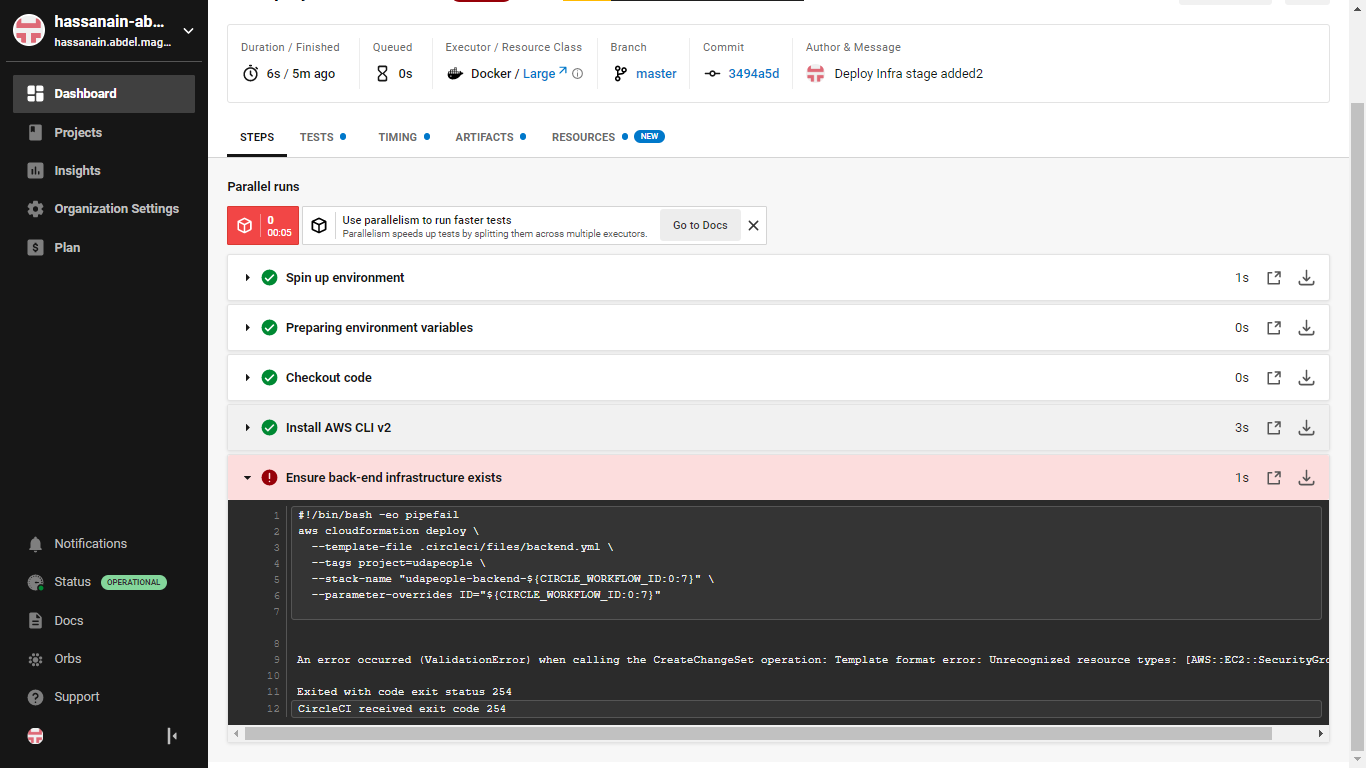 hassanain-ab...
hassanain.abdel.mag...
Dashboard
Projects
Insights
Organization Settings
Plan
Notifications
Status OPERATIONAL
Docs
Orbs
Support
Duration / Finished
6s / 5m ago
Queued
0s
Executor / Resource Class
Docker / Large
Branch
master
Commit
3494a5d
Author & Message
Deploy Infra stage added2
STEPS TESTS TIMING ARTIFACTS RESOURCES NEW
Parallel runs
0
00:05
Use parallelism to run faster tests
Parallelism speeds up tests by splitting them across multiple executors.
Go to Docs
Spin up environment 1s
Preparing environment variables 0s
Checkout code 0s
Install AWS CLI v2 3s
Ensure back-end infrastructure exists 1s
1 #!/bin/bash -eo pipefail
2 aws cloudformation deploy \
3 --template-file .circleci/files/backend.yml \
4 --tags project=udapeople \
5 --stack-name "udapeople-backend-${CIRCLE_WORKFLOW_ID:0:7}" \
6 --parameter-overrides ID="${CIRCLE_WORKFLOW_ID:0:7}"
7
8
9 An error occurred (ValidationError) when calling the CreateChangeSet operation: Template format error: Unrecognized resource types: [AWS::EC2::SecurityGro
10
11 Exited with code exit status 254
12 CircleCI received exit code 254